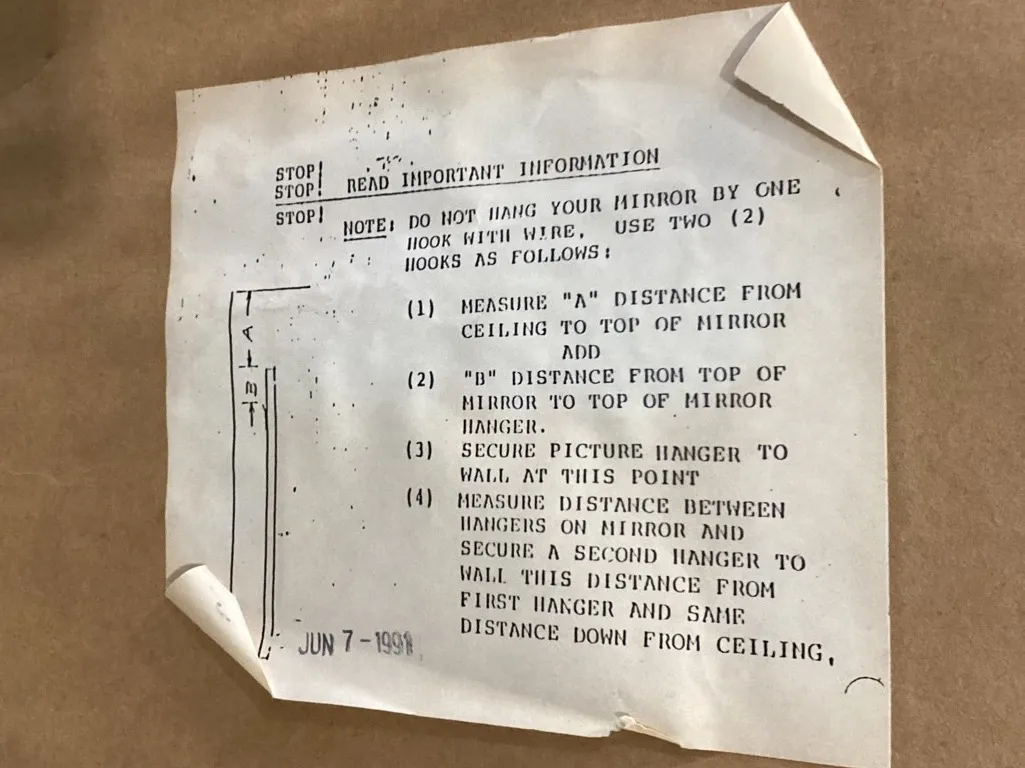 STOP!
STOP! READ IMPORTANT INFORMATION
STOP!
NOTE: DO NOT HANG YOUR MIRROR BY ONE
HOOK WITH WIRE. USE TWO (2)
HOOKS AS FOLLOWS:
(1) MEASURE "A" DISTANCE FROM
CEILING TO TOP OF MIRROR
ADD
(2) "B" DISTANCE FROM TOP OF
MIRROR TO TOP OF MIRROR
HANGER.
(3) SECURE PICTURE HANGER TO
WALL AT THIS POINT
(4) MEASURE DISTANCE BETWEEN
HANGERS ON MIRROR AND
SECURE A SECOND HANGER TO
WALL THIS DISTANCE FROM
FIRST HANGER AND SAME
DISTANCE DOWN FROM CEILING.
A
B
JUN 7-1991